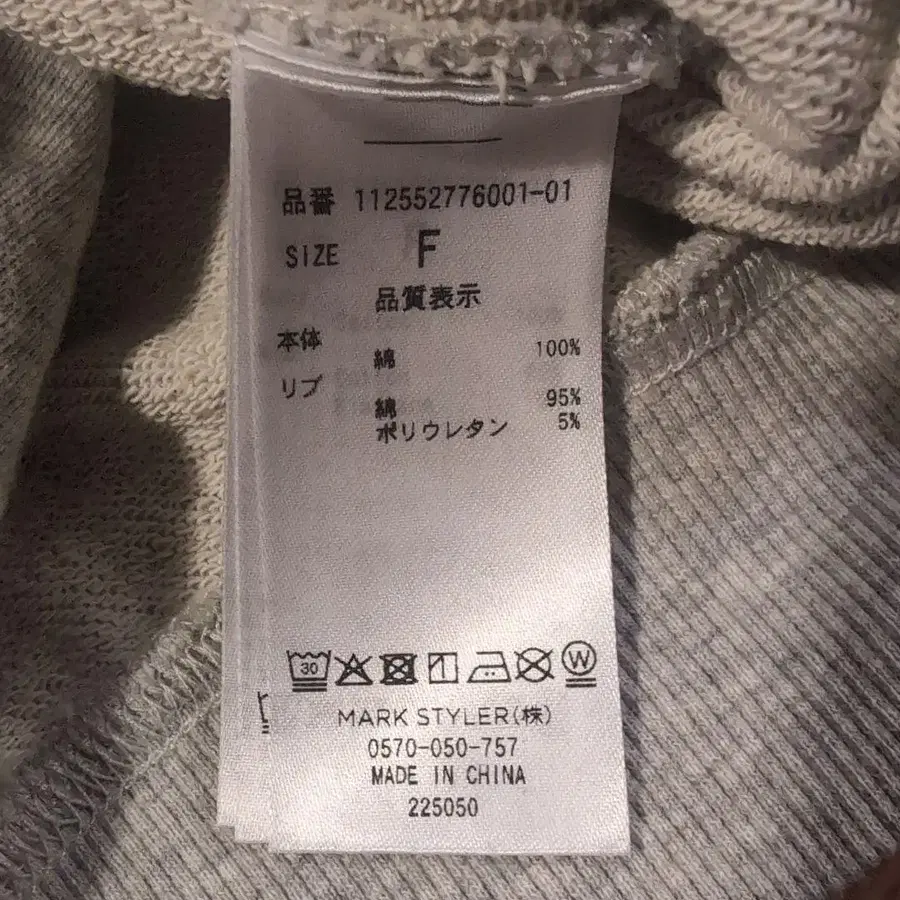 品番 112552776001-01
SIZE F
品質表示
本体 綿 100%
リブ 綿 95%
ポリウレタン 5%
30
W
MARK STYLER(株)
0570-050-757
MADE IN CHINA
225050